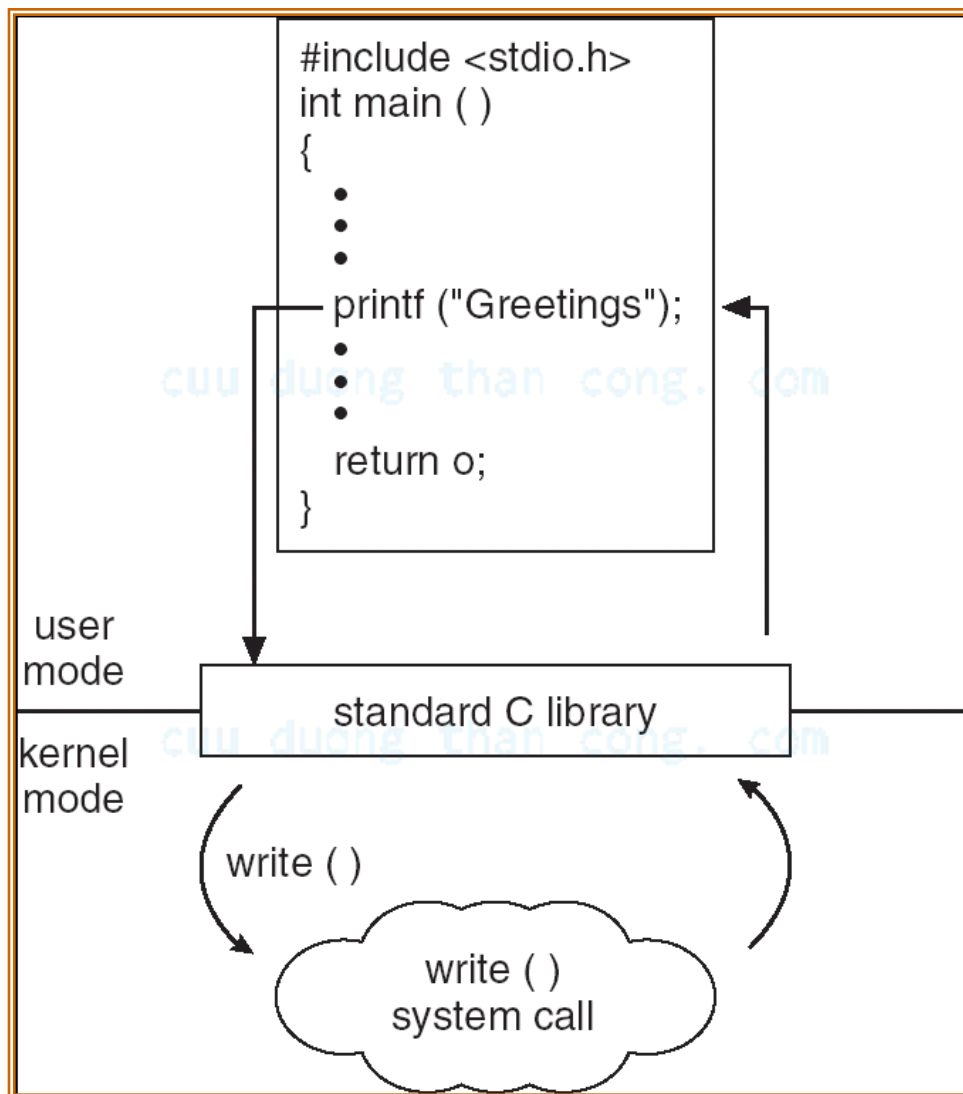 #include <stdio.h>
int main ( )
{
•
•
•
printf ("Greetings");
•
•
•
cuu duong than cong. com
return o;
}
user
mode
standard C library
cuu duong than cong. com
kernel
mode
write ( )
write ( )
system call